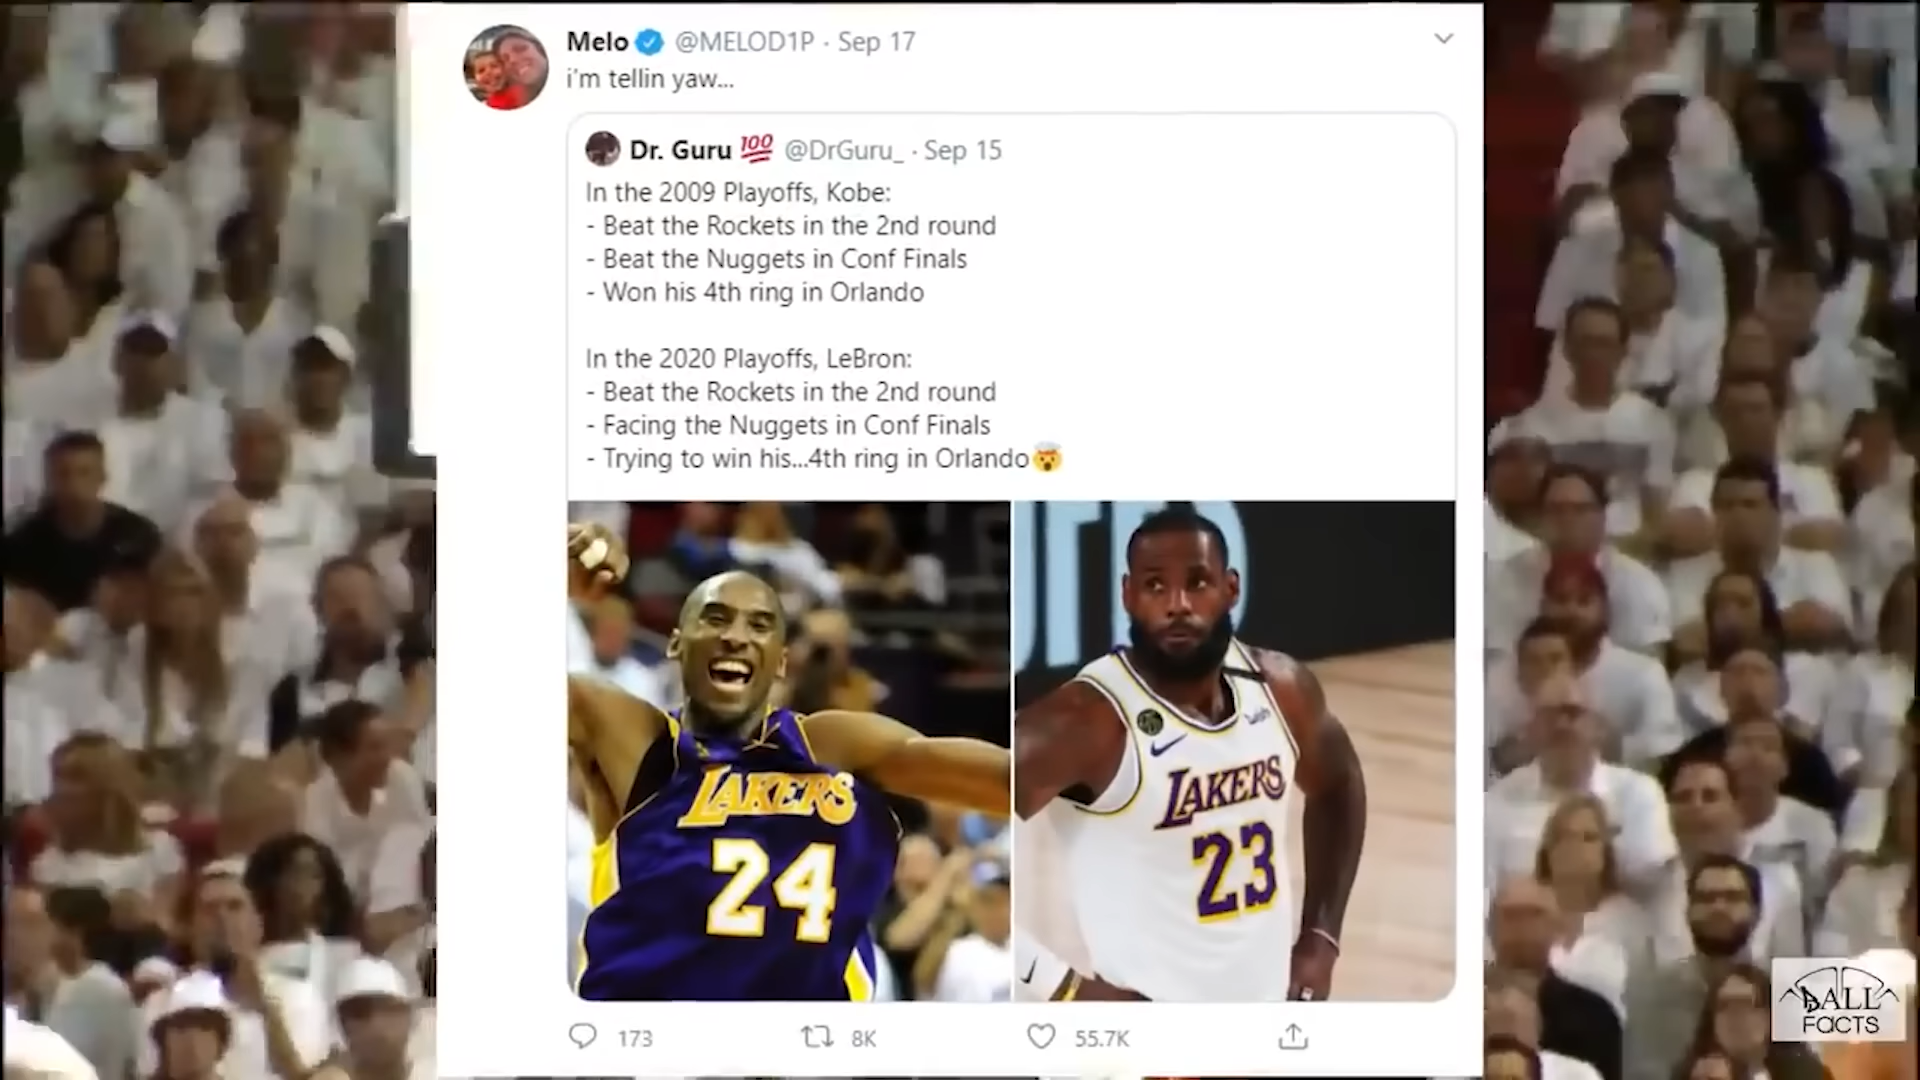 Melo @MELOD1P · Sep 17
i'm tellin yaw...
Dr. Guru 💯 @DrGuru_ · Sep 15
In the 2009 Playoffs, Kobe:
- Beat the Rockets in the 2nd round
- Beat the Nuggets in Conf Finals
- Won his 4th ring in Orlando
In the 2020 Playoffs, LeBron:
- Beat the Rockets in the 2nd round
- Facing the Nuggets in Conf Finals
- Trying to win his...4th ring in Orlando🤯
LAKERS
24
LAKERS
23
wish
173 8K 55.7K
BALL
FACTS